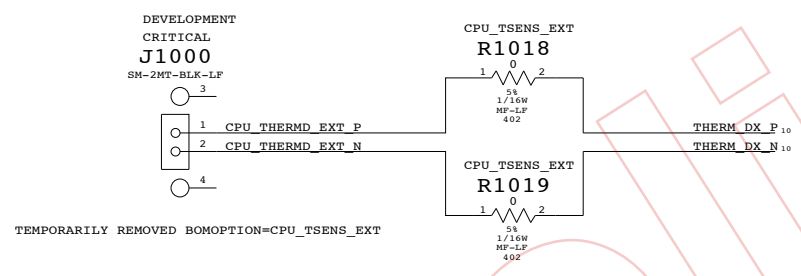 DEVELOPMENT
CRITICAL
J1000
SM-2MT-BLK-LF
3
1 CPU_THERMD_EXT_P
2 CPU_THERMD_EXT_N
4
CPU_TSENS_EXT
R1018
0
1 2
5%
1/16W
MF-LF
402
THERM_DX_P 10
THERM_DX_N 10
CPU_TSENS_EXT
R1019
0
1 2
5%
1/16W
MF-LF
402
TEMPORARILY REMOVED BOMOPTION=CPU_TSENS_EXT